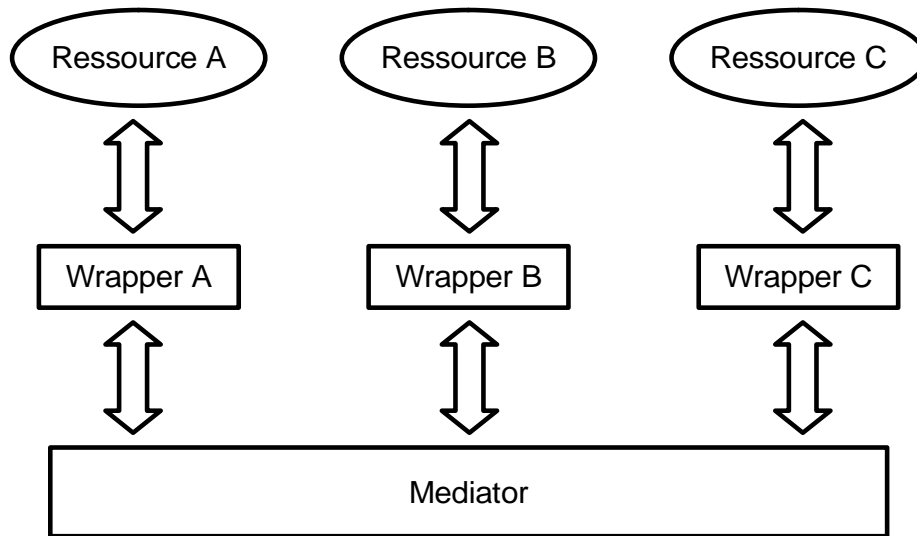 Ressource A
Ressource B
Ressource C
Wrapper A
Wrapper B
Wrapper C
Mediator